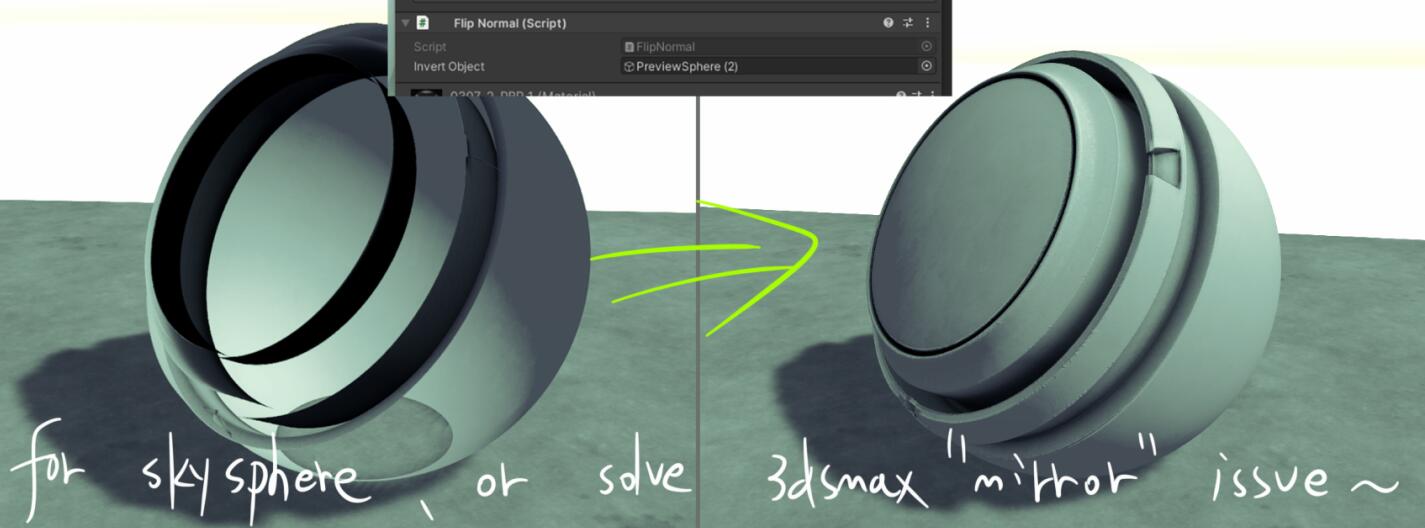 Flip Normal (Script)
Script FlipNormal
Invert Object PreviewSphere (2)
0307_2_PBR 1 (Material)
for skysphere、 or solve 3dsmax "mirror" issue ~